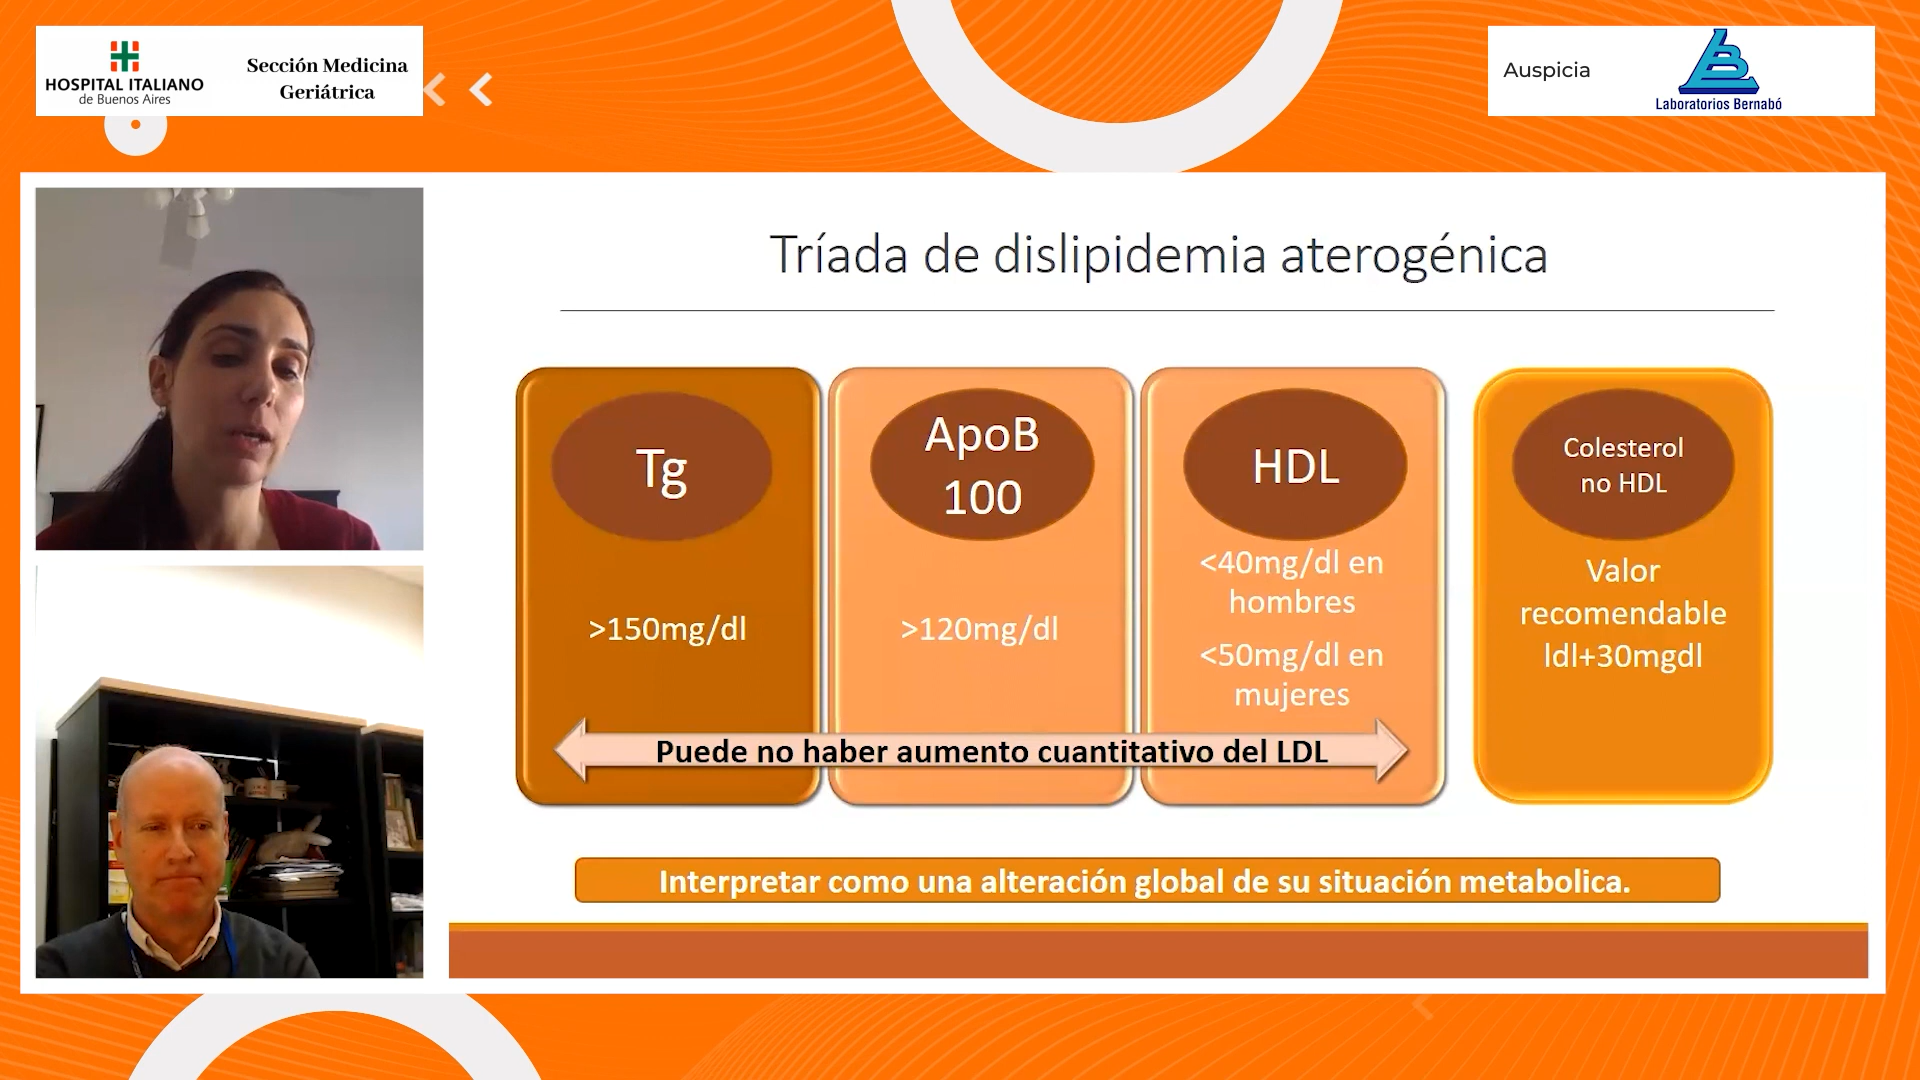 HOSPITAL ITALIANO
de Buenos Aires
Sección Medicina
Geriátrica
Auspicia
Laboratorios Bernabó
Tríada de dislipidemia aterogénica
Tg
>150mg/dl
ApoB
100
>120mg/dl
HDL
<40mg/dl en
hombres
<50mg/dl en
mujeres
Colesterol
no HDL
Valor
recomendable
ldl+30mgdl
Puede no haber aumento cuantitativo del LDL
Interpretar como una alteración global de su situación metabolica.